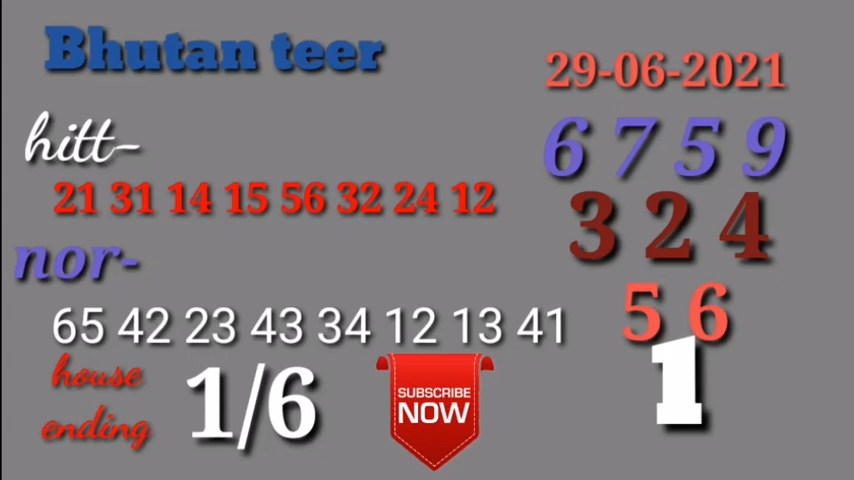 Bhutan teer
29-06-2021
hitt-
6 7 5 9
21 31 14 15 56 32 24 12
3 2 4
nor-
65 42 23 43 34 12 13 41
5 6
house
ending
1/6
SUBSCRIBE
NOW
1